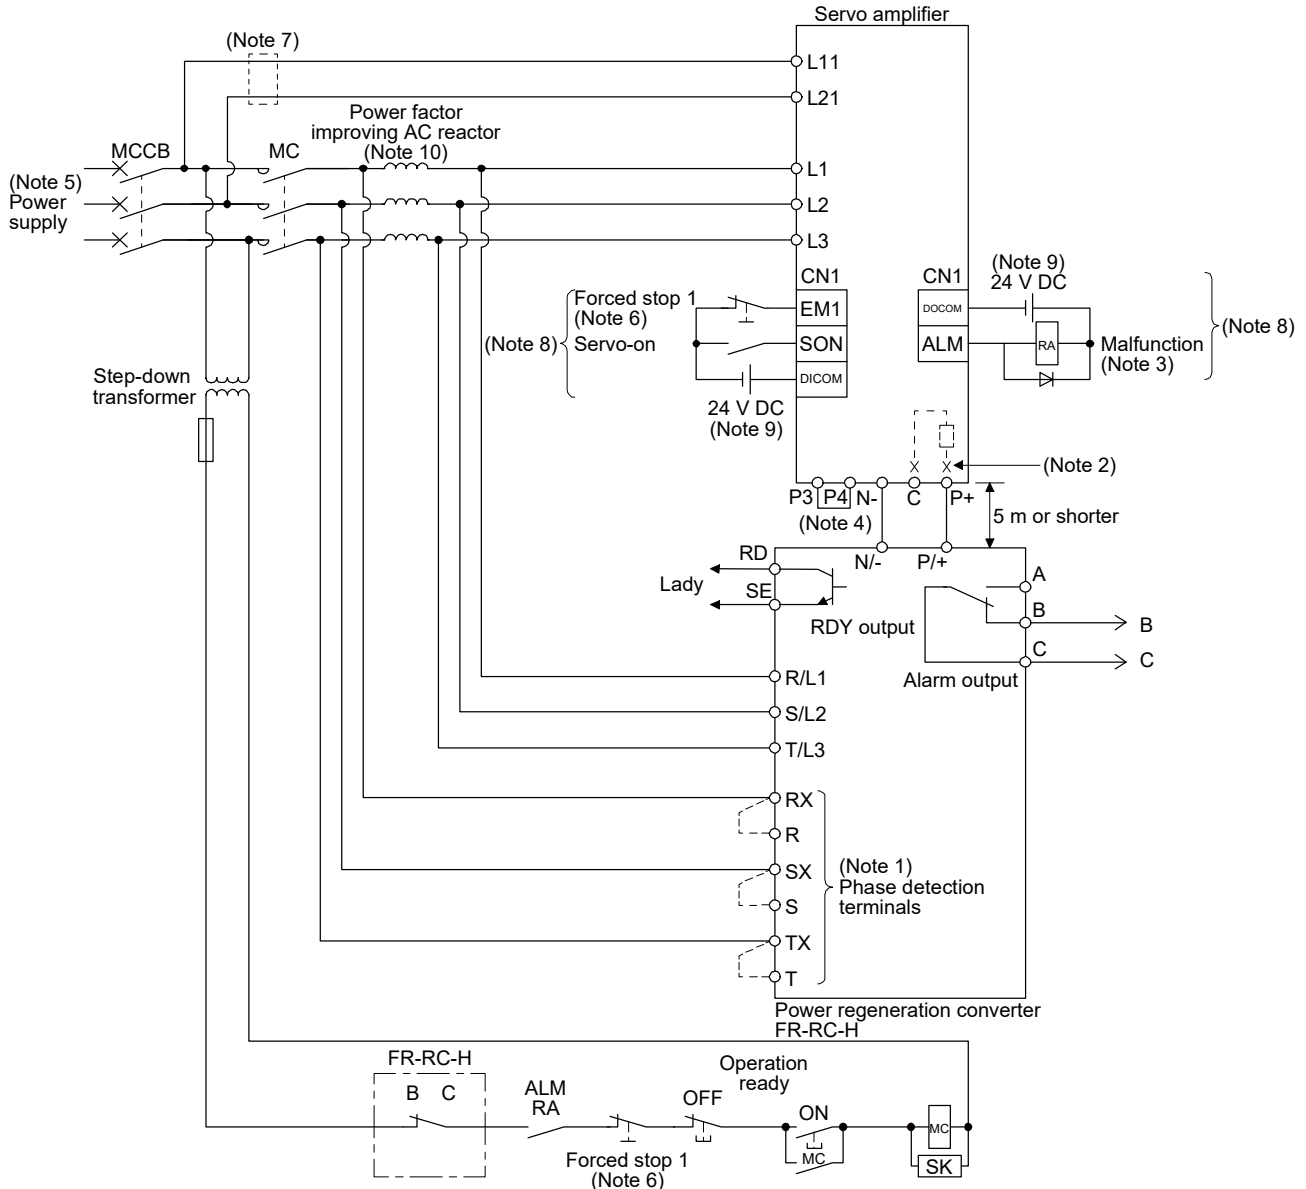 Servo amplifier
(Note 7)
L11
L21
Power factor
improving AC reactor
(Note 10)
MCCB
MC
(Note 5)
Power
supply
L1
L2
L3
CN1
CN1
(Note 9)
24 V DC
Forced stop 1
(Note 6)
EM1
DOCOM
(Note 8)
Servo-on
SON
ALM
RA
Malfunction
(Note 3)
(Note 8)
Step-down
transformer
DICOM
24 V DC
(Note 9)
(Note 2)
P3
P4
N-
C
P+
(Note 4)
5 m or shorter
RD
N/-
P/+
A
Lady
SE
RDY output
B
B
C
C
Alarm output
R/L1
S/L2
T/L3
RX
R
SX
S
TX
T
(Note 1)
Phase detection
terminals
Power regeneration converter
FR-RC-H
FR-RC-H
B
C
ALM
RA
Forced stop 1
(Note 6)
Operation
ready
OFF
ON
MC
MC
SK